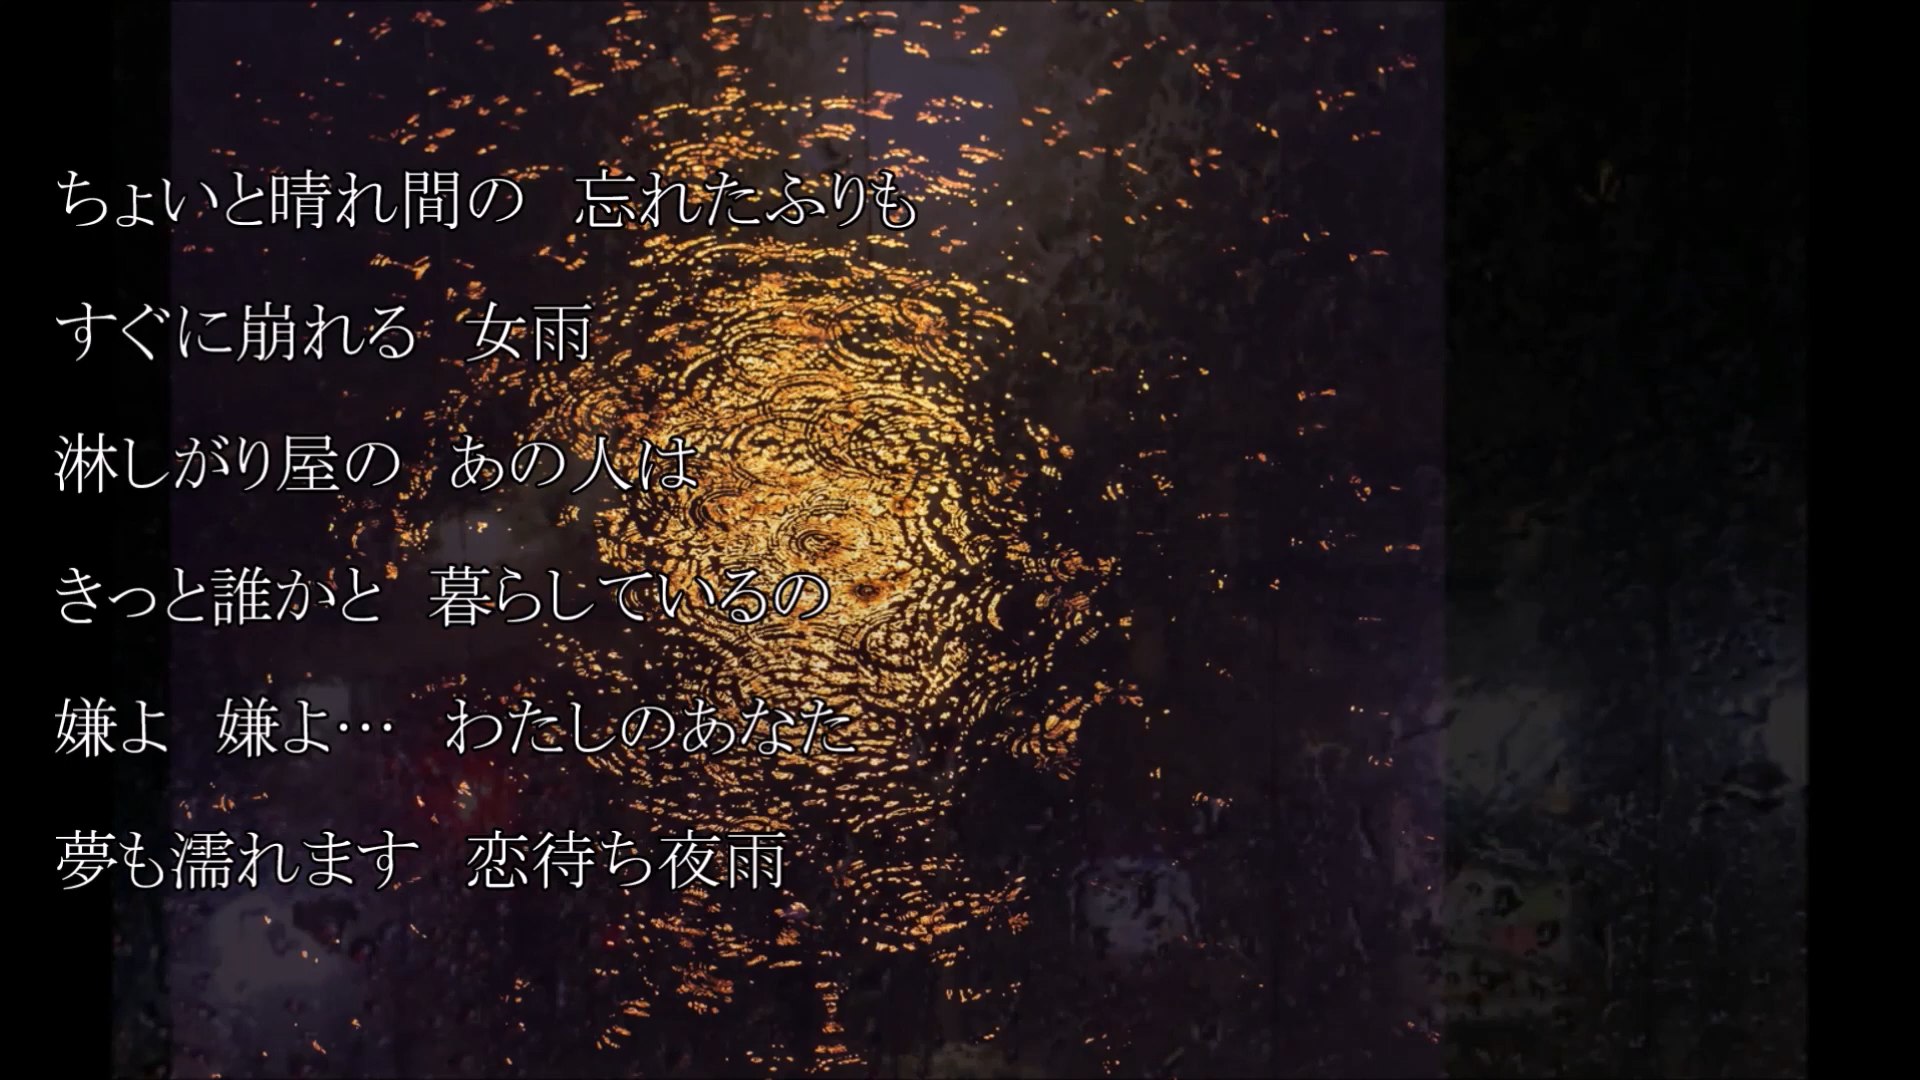 ちょいと晴れ間の　忘れたふりも
すぐに崩れる　女雨
淋しがり屋の　あの人は
きっと誰かと　暮らしているの
嫌よ　嫌よ…　わたしのあなた
夢も濡れます　恋待ち夜雨